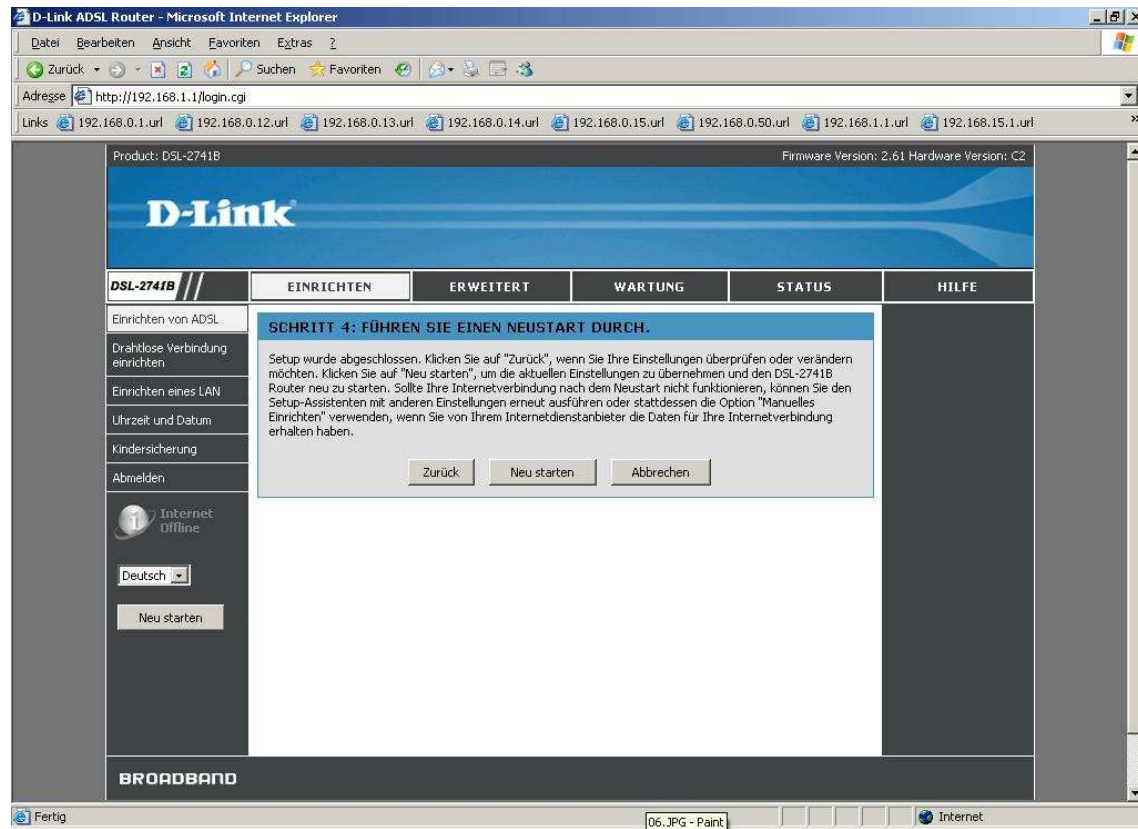 D-Link ADSL Router - Microsoft Internet Explorer
Datei Bearbeiten Ansicht Favoriten Extras ?
Zurück Suchen Favoriten
Adresse http://192.168.1.1/login.cgi
Links 192.168.0.1.url 192.168.0.12.url 192.168.0.13.url 192.168.0.14.url 192.168.0.15.url 192.168.0.50.url 192.168.1.1.url 192.168.15.1.url »
Product: DSL-2741B Firmware Version: 2.61 Hardware Version: C2
D-Link
DSL-2741B EINRICHTEN ERWEITERT WARTUNG STATUS HILFE
Einrichten von ADSL
Drahtlose Verbindung
einrichten
Einrichten eines LAN
Uhrzeit und Datum
Kindersicherung
Abmelden
Internet
Offline
Deutsch
Neu starten
SCHRITT 4: FÜHREN SIE EINEN NEUSTART DURCH.
Setup wurde abgeschlossen. Klicken Sie auf "Zurück", wenn Sie Ihre Einstellungen überprüfen oder verändern
möchten. Klicken Sie auf "Neu starten", um die aktuellen Einstellungen zu übernehmen und den DSL-2741B
Router neu zu starten. Sollte Ihre Internetverbindung nach dem Neustart nicht funktionieren, können Sie den
Setup-Assistenten mit anderen Einstellungen erneut ausführen oder stattdessen die Option "Manuelles
Einrichten" verwenden, wenn Sie von Ihrem Internetdienstanbieter die Daten für Ihre Internetverbindung
erhalten haben.
Zurück Neu starten Abbrechen
BROADBAND
Fertig 06.JPG - Paint Internet